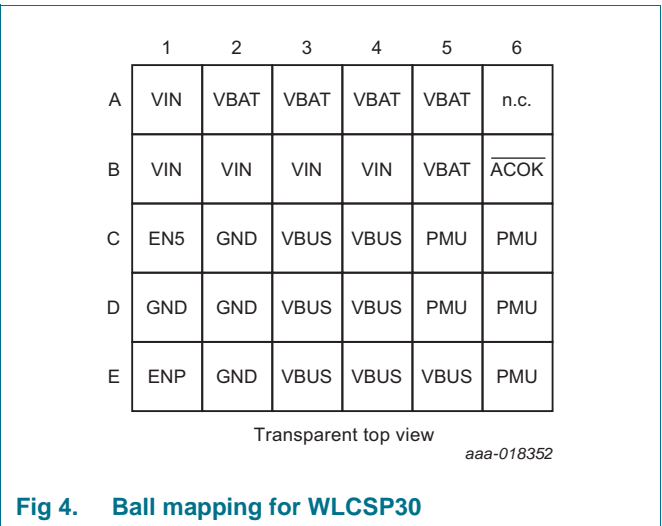 1 2 3 4 5 6
A VIN VBAT VBAT VBAT VBAT n.c.
B VIN VIN VIN VIN VBAT ACOK
C EN5 GND VBUS VBUS PMU PMU
D GND GND VBUS VBUS PMU PMU
E ENP GND VBUS VBUS VBUS PMU
Transparent top view
aaa-018352
Fig 4. Ball mapping for WLCSP30